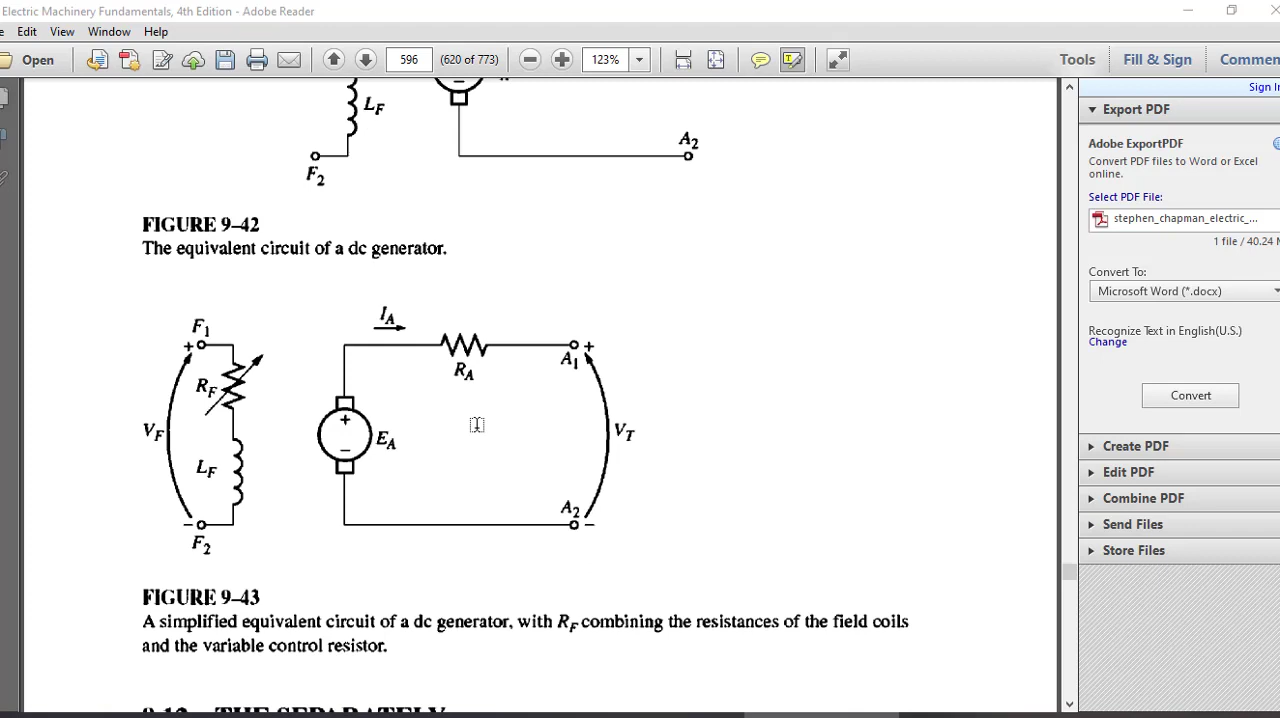 Electric Machinery Fundamentals, 4th Edition - Adobe Reader
Edit View Window Help
Open 596 (620 of 773) 123% Tools Fill & Sign
Sign
L_F
A_2
F_2
FIGURE 9–42
The equivalent circuit of a dc generator.
I_A
F_1
+ +
R_F R_A A_1
V_F + E_A V_T
–
L_F
A_2
– –
F_2
FIGURE 9–43
A simplified equivalent circuit of a dc generator, with R_F combining the resistances of the field coils
and the variable control resistor.
Export PDF
Adobe ExportPDF
Convert PDF files to Word or Excel
online.
Select PDF File:
stephen_chapman_electric_...
1 file / 40.24
Convert To:
Microsoft Word (*.docx)
Recognize Text in English(U.S.)
Change
Convert
Create PDF
Edit PDF
Combine PDF
Send Files
Store Files